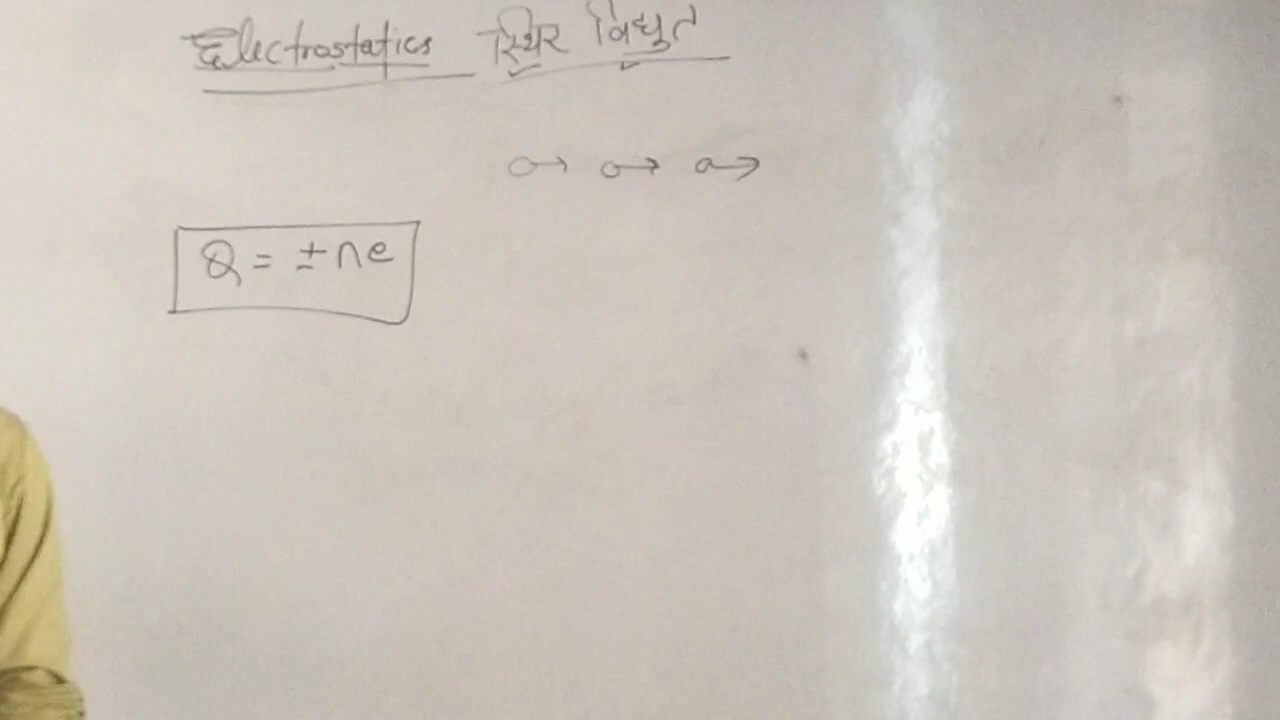 Electrostatics स्थिर विद्युत
Q = ±ne